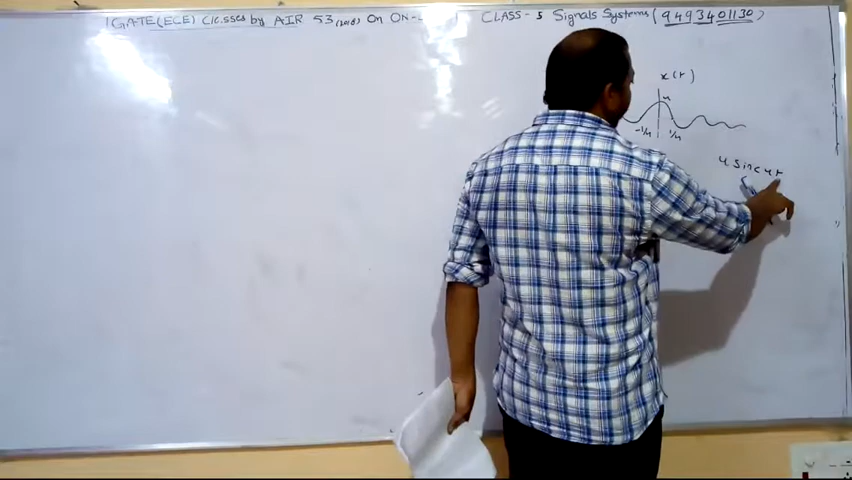 GATE(ECE) Classes by AIR 53 (2018) On ON- CLASS-5 Signals Systems (9493401130)
x(t)
4
-1/4 1/4
4 sinc 4t